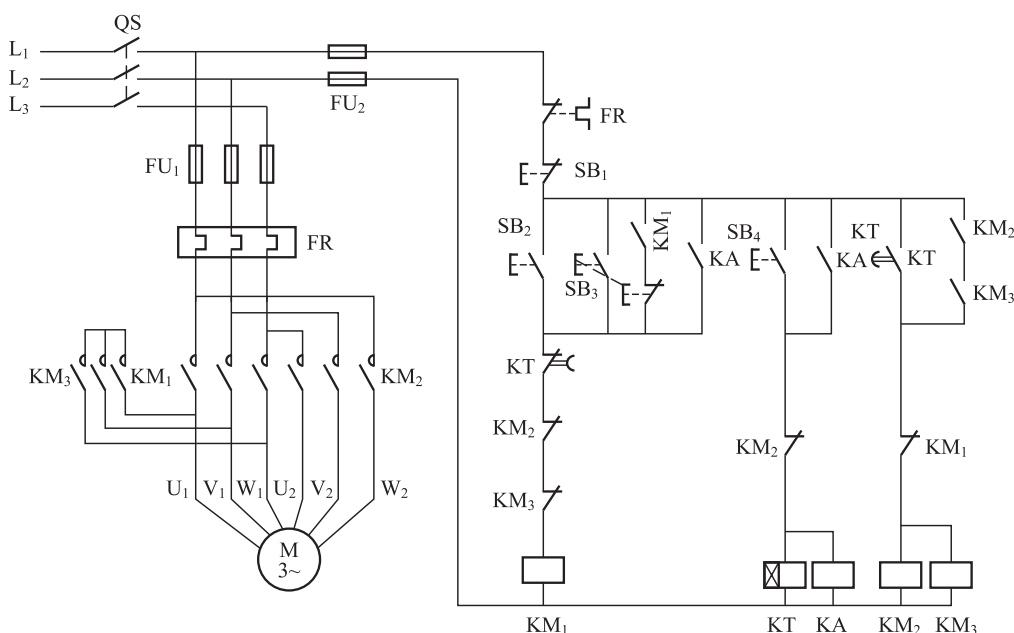 QS
L₁
L₂
L₃
FU₂
FR
FU₁
SB₁
SB₂
KM₁
SB₄
KT
KM₂
FR
KA
KA
KT
SB₃
KM₃
KT
KM₃
KM₁
KM₂
KM₂
KM₂
KM₁
U₁
V₁
W₁
U₂
V₂
W₂
KM₃
M
3~
KM₁
KT
KA
KM₂
KM₃